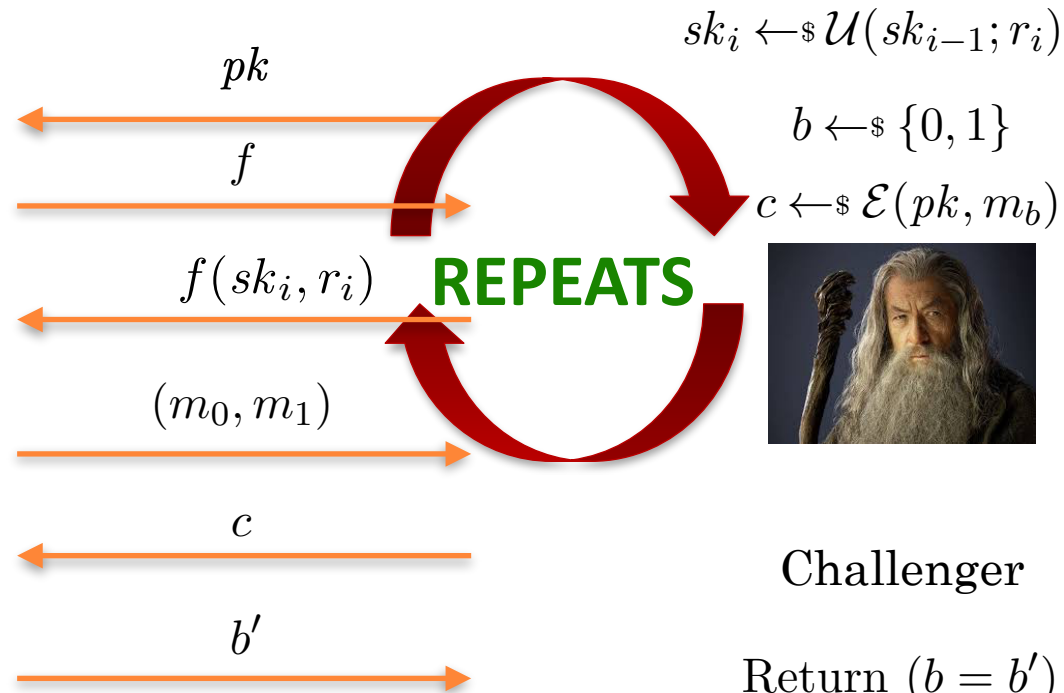 sk_i ←$ U(sk_{i−1}; r_i)
pk
b ←$ {0, 1}
f
c ←$ E(pk, m_b)
f(sk_i, r_i)
REPEATS
(m_0, m_1)
c
Challenger
b′
Return (b = b′)